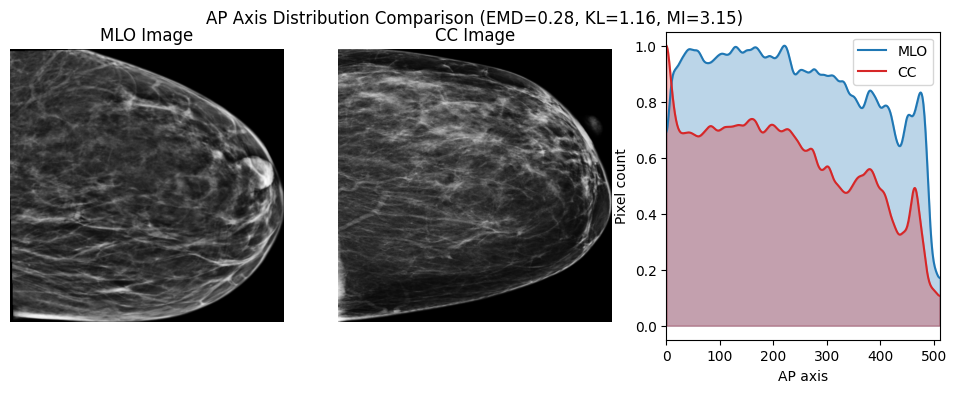 AP Axis Distribution Comparison (EMD=0.28, KL=1.16, MI=3.15)
MLO Image
CC Image
MLO
CC
Pixel count
1.0
0.8
0.6
0.4
0.2
0.0
0 100 200 300 400 500
AP axis